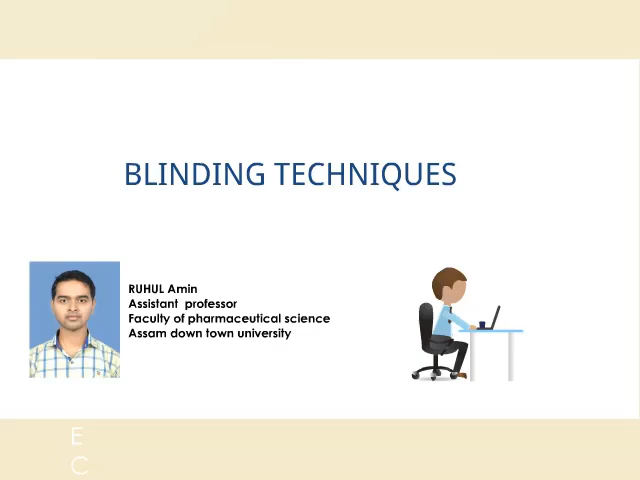 BLINDING TECHNIQUES
RUHUL Amin
Assistant professor
Faculty of pharmaceutical science
Assam down town university
E
C